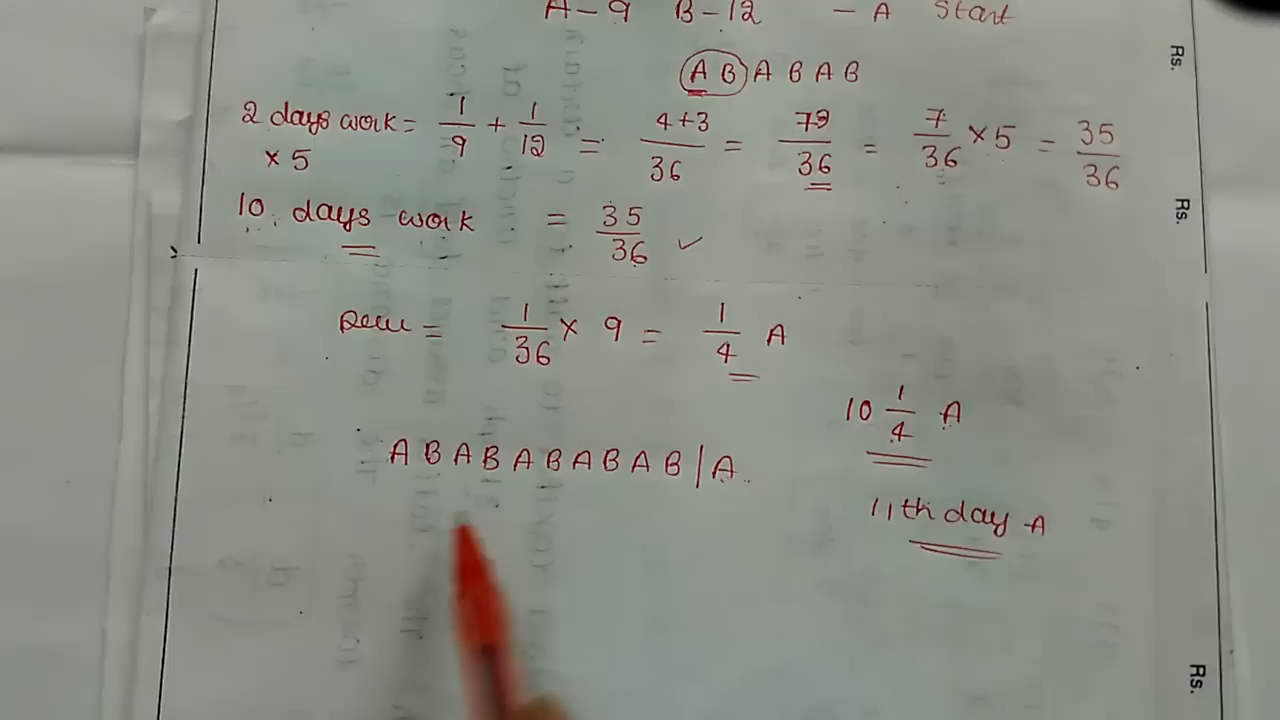 A - 9 B - 12 - A Start
A B A B A B
2 days work = 1/9 + 1/12 = 4+3/36 = 79/36 = 7/36 × 5 = 35/36
× 5
10 days work = 35/36 ✓
1/36 × 9 = 1/4 A
10 1/4 A
A B A B A B A B A B | A
11th day - A
Rs.
Rs.
Rs.